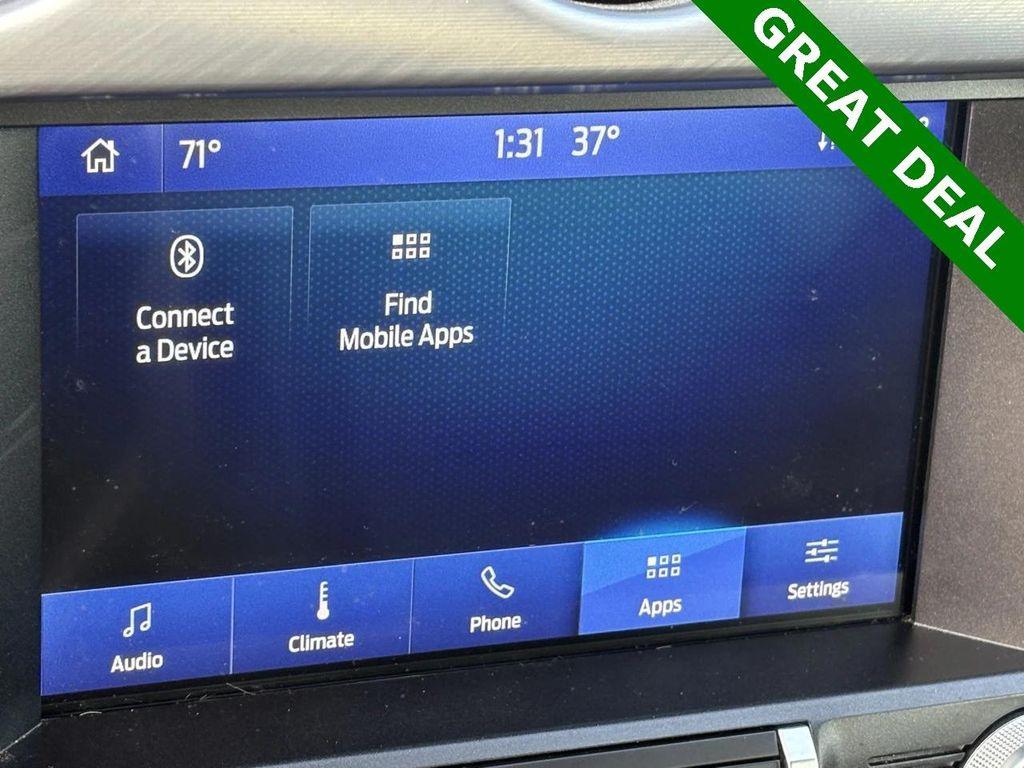 GREAT DEAL
71°
1:31 37°
Connect
a Device
Find
Mobile Apps
Audio
Climate
Phone
Apps
Settings